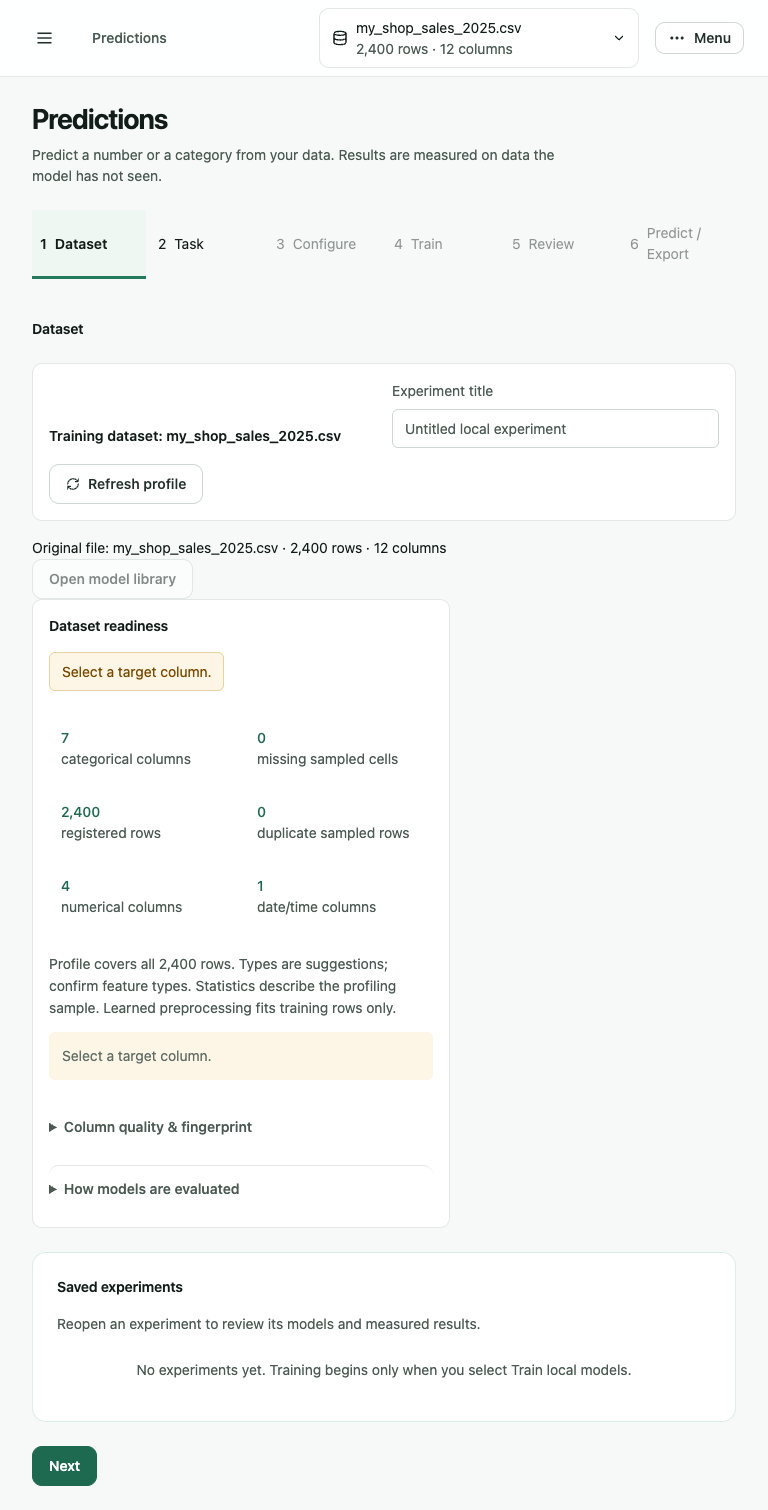 Predictions
my_shop_sales_2025.csv
2,400 rows · 12 columns
Menu
Predictions
Predict a number or a category from your data. Results are measured on data the
model has not seen.
1 Dataset
2 Task
3 Configure
4 Train
5 Review
6 Predict /
Export
Dataset
Experiment title
Training dataset: my_shop_sales_2025.csv
Untitled local experiment
Refresh profile
Original file: my_shop_sales_2025.csv · 2,400 rows · 12 columns
Open model library
Dataset readiness
Select a target column.
7
categorical columns
0
missing sampled cells
2,400
registered rows
0
duplicate sampled rows
4
numerical columns
1
date/time columns
Profile covers all 2,400 rows. Types are suggestions;
confirm feature types. Statistics describe the profiling
sample. Learned preprocessing fits training rows only.
Select a target column.
Column quality & fingerprint
How models are evaluated
Saved experiments
Reopen an experiment to review its models and measured results.
No experiments yet. Training begins only when you select Train local models.
Next